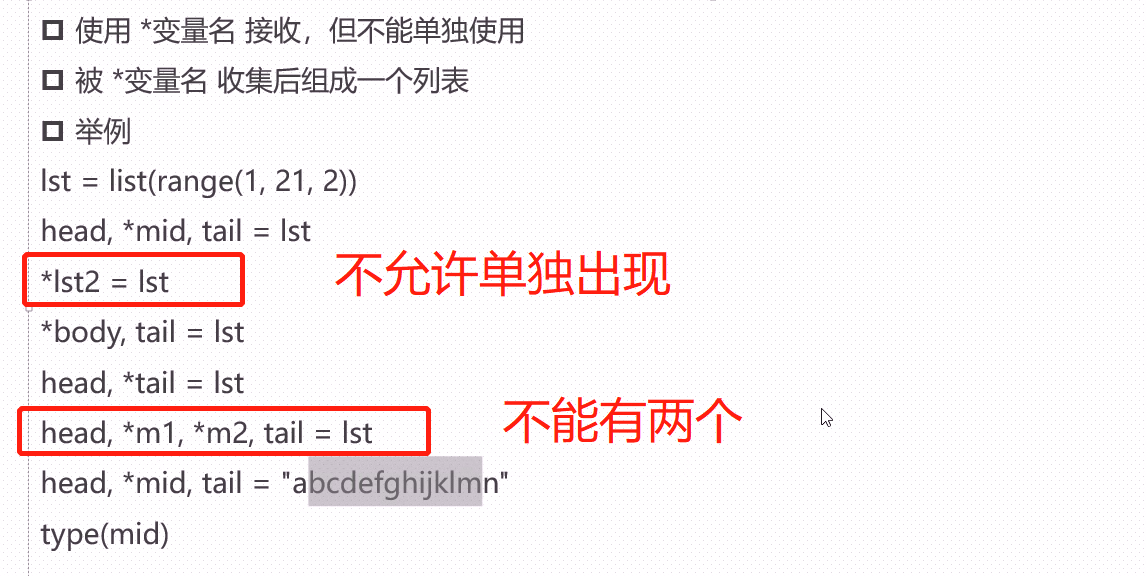 使用 *变量名 接收，但不能单独使用
被 *变量名 收集后组成一个列表
举例
lst = list(range(1, 21, 2))
head, *mid, tail = lst
*lst2 = lst 不允许单独出现
*body, tail = lst
head, *tail = lst
head, *m1, *m2, tail = lst 不能有两个
head, *mid, tail = "abcdefghijklmn"
type(mid)